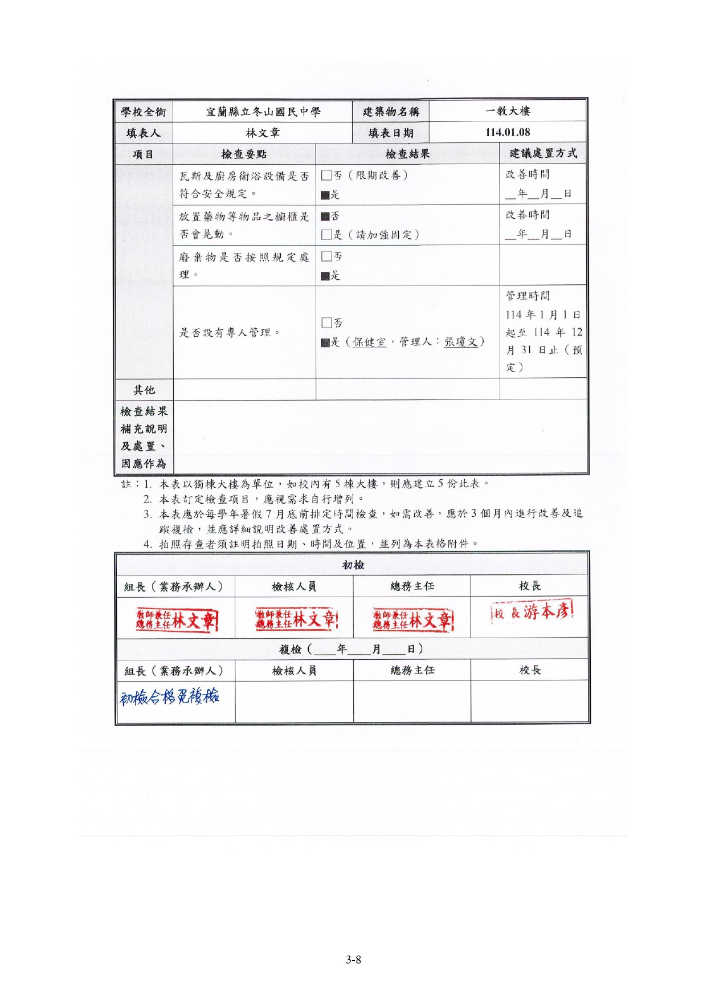 學校全銜 宜蘭縣立冬山國民中學 建築物名稱 一教大樓
填表人 林文章 填表日期 114.01.08
項目 檢查要點 檢查結果 建議處置方式
瓦斯及廚房衛浴設備是否符合安全規定。
□否（限期改善）
■是
改善時間
__年__月__日
放置藥物等物品之櫥櫃是否會晃動。
■否
□是（請加強固定）
改善時間
__年__月__日
廢棄物是否按照規定處理。
□否
■是
是否設有專人管理。
□否
■是（保健室，管理人：張瓊文）
管理時間
114 年 1 月 1 日
起至 114 年 12
月 31 日止（預
定）
其他
檢查結果
補充說明
及處置、
因應作為
註：1. 本表以獨棟大樓為單位，如校內有 5 棟大樓，則應建立 5 份此表。
2. 本表訂定檢查項目，應視需求自行增列。
3. 本表應於每學年暑假 7 月底前排定時間檢查，如需改善，應於 3 個月內進行改善及追
蹤複檢，並應詳細說明改善處置方式。
4. 拍照存查者須註明拍照日期、時間及位置，並列為本表格附件。
初檢
組長（業務承辦人） 檢核人員 總務主任 校長
教師兼任總務主任林文章 教師兼任總務主任林文章 教師兼任總務主任林文章 校長游本彥
複檢（____年____月____日）
組長（業務承辦人） 檢核人員 總務主任 校長
初檢合格免複檢
3-8